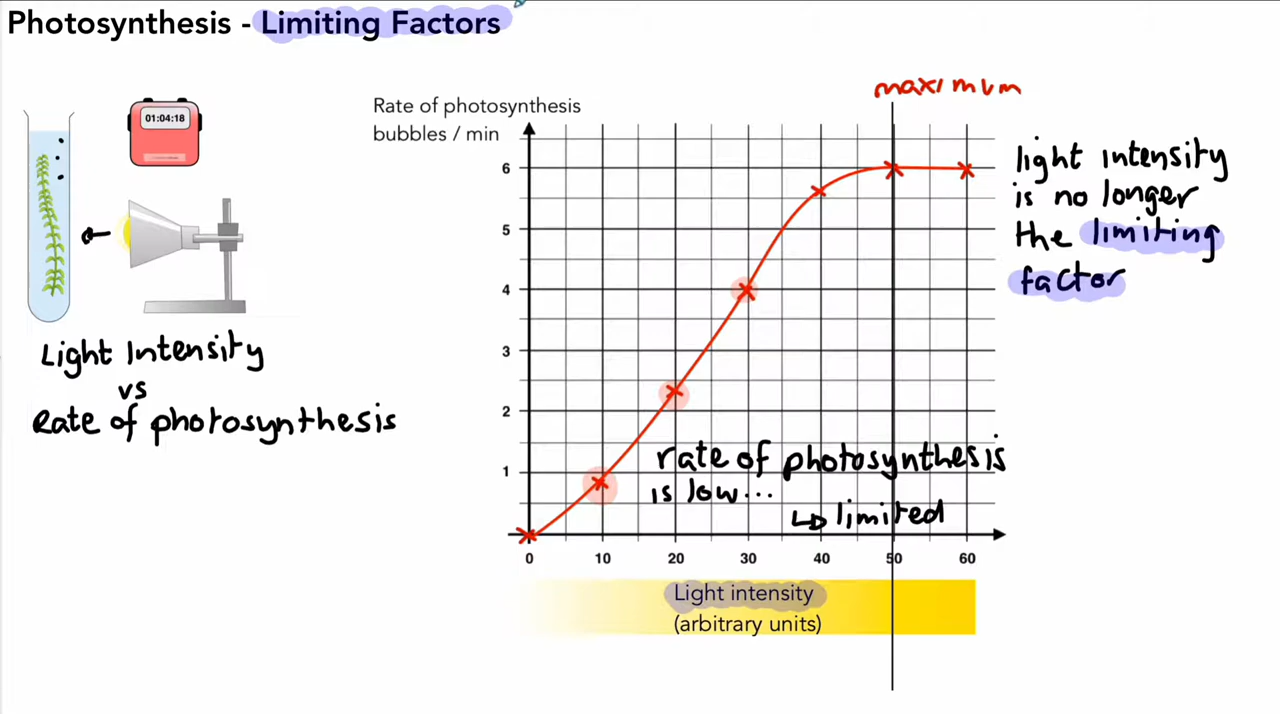 Photosynthesis - Limiting Factors
01:04:18
Light Intensity
vs
Rate of photosynthesis
Rate of photosynthesis
bubbles / min
maximum
6
5
4
3
2
1
0 10 20 30 40 50 60
rate of photosynthesis
is low...
↳ limited
Light intensity
(arbitrary units)
light intensity
is no longer
the limiting
factor